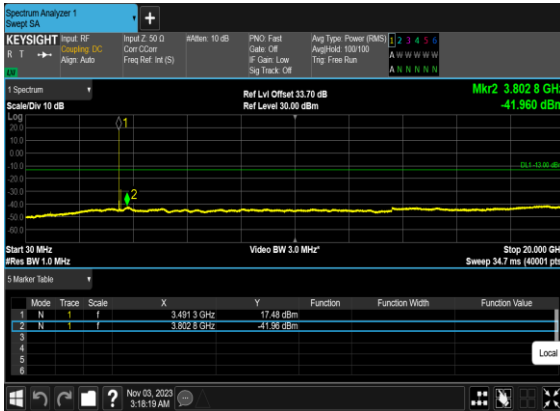 Spectrum Analyzer 1
Swept SA
+
KEYSIGHT Input: RF Input Z: 50 Ω #Atten: 10 dB PNO: Fast Avg Type: Power (RMS) 1 2 3 4 5 6
R T Coupling: DC Corr CCorr Gate: Off Avg|Hold: 100/100 A W W W W W
Align: Auto Freq Ref: Int (S) IF Gain: Low Trig: Free Run
Sig Track: Off A N N N N N
1 Spectrum Ref Lvl Offset 33.70 dB Mkr2 3.802 8 GHz
Scale/Div 10 dB Ref Level 30.00 dBm -41.960 dBm
Log
20.0
10.0
0.00
-10.0
-20.0
-30.0
-40.0
-50.0
-60.0
1
2
DL1 -13.00 dBm
Start 30 MHz Video BW 3.0 MHz* Stop 20.000 GHz
#Res BW 1.0 MHz Sweep 34.7 ms (40001 pts)
5 Marker Table
Mode Trace Scale X Y Function Function Width Function Value
1 N 1 f 3.491 3 GHz 17.48 dBm
2 N 1 f 3.802 8 GHz -41.96 dBm
3
4
5
6
Local
? Nov 03, 2023
3:18:19 AM